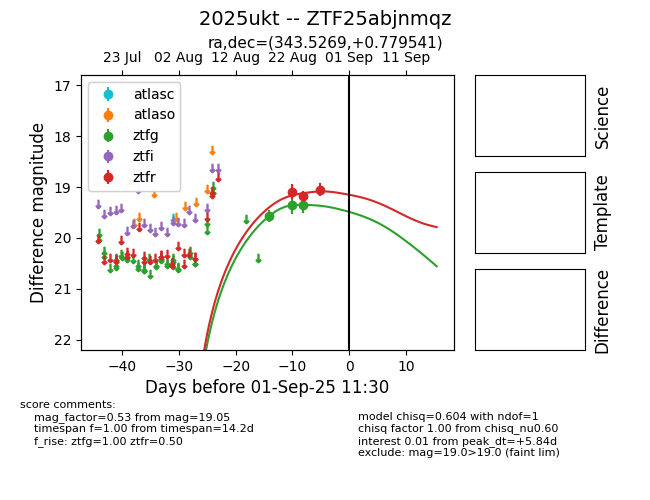 2025ukt -- ZTF25abjnmqz
ra,dec=(343.5269,+0.779541)
23 Jul 02 Aug 12 Aug 22 Aug 01 Sep 11 Sep
atlasc
atlaso
ztfg
ztfi
ztfr
17
18
19
20
21
22
Difference magnitude
−40 −30 −20 −10 0 10
Days before 01-Sep-25 11:30
Science
Template
Difference
score comments:
mag_factor=0.53 from mag=19.05
timespan f=1.00 from timespan=14.2d
f_rise: ztfg=1.00 ztfr=0.50
model chisq=0.604 with ndof=1
chisq factor 1.00 from chisq_nu0.60
interest 0.01 from peak_dt=+5.84d
exclude: mag=19.0>19.0 (faint lim)